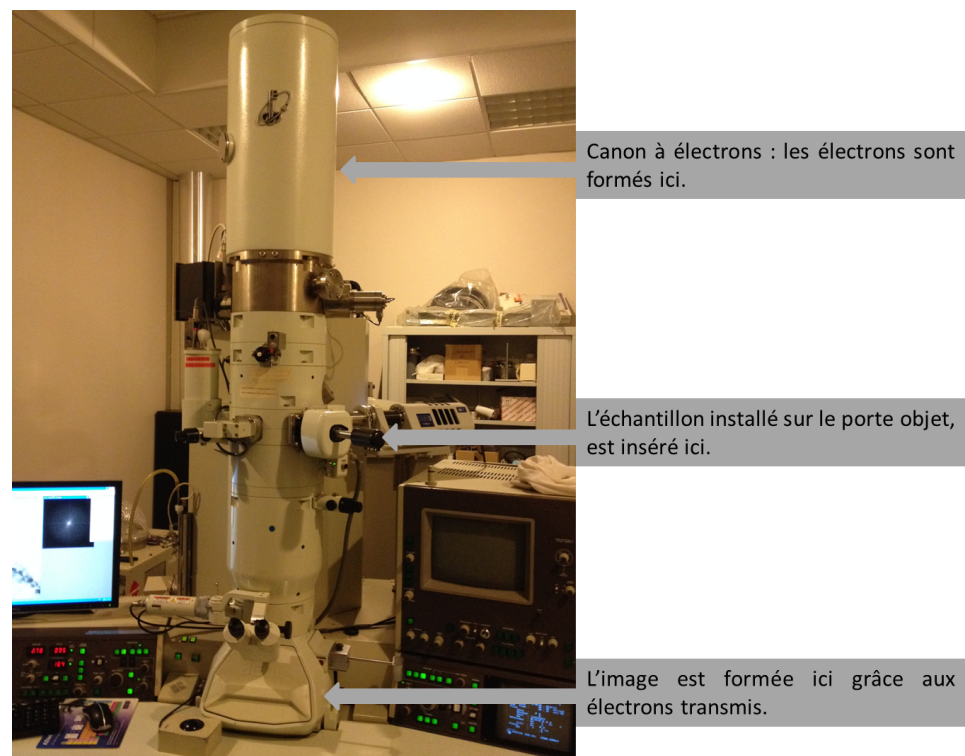 Canon à électrons : les électrons sont
formés ici.
L'échantillon installé sur le porte objet,
est inséré ici.
L'image est formée ici grâce aux
électrons transmis.